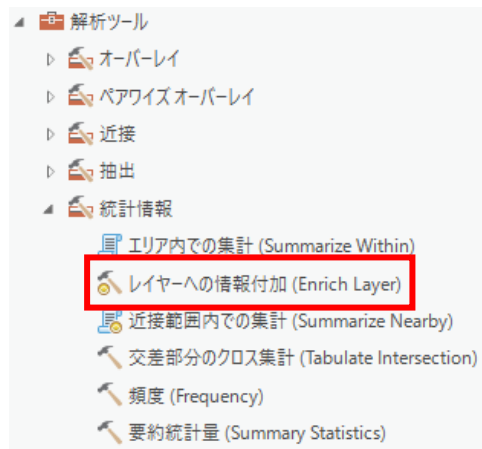 解析ツール
オーバーレイ
ペアワイズ オーバーレイ
近接
抽出
統計情報
エリア内での集計 (Summarize Within)
レイヤーへの情報付加 (Enrich Layer)
近接範囲内での集計 (Summarize Nearby)
交差部分のクロス集計 (Tabulate Intersection)
頻度 (Frequency)
要約統計量 (Summary Statistics)